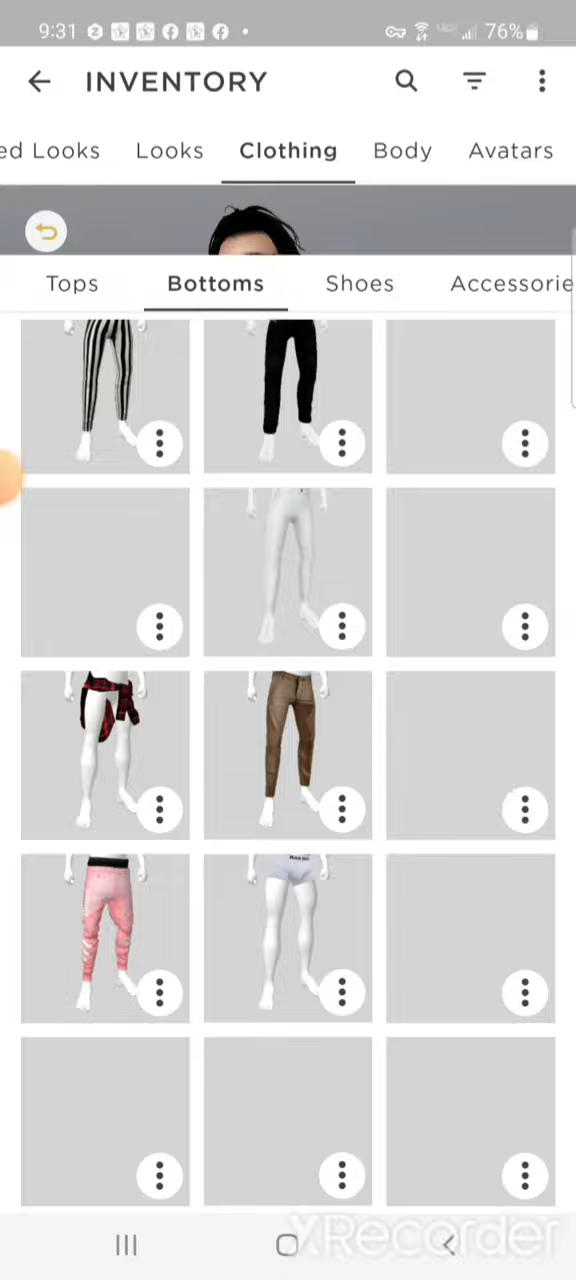 9:31 76%
INVENTORY
ed Looks Looks Clothing Body Avatars
Tops Bottoms Shoes Accessorie
XRecorder